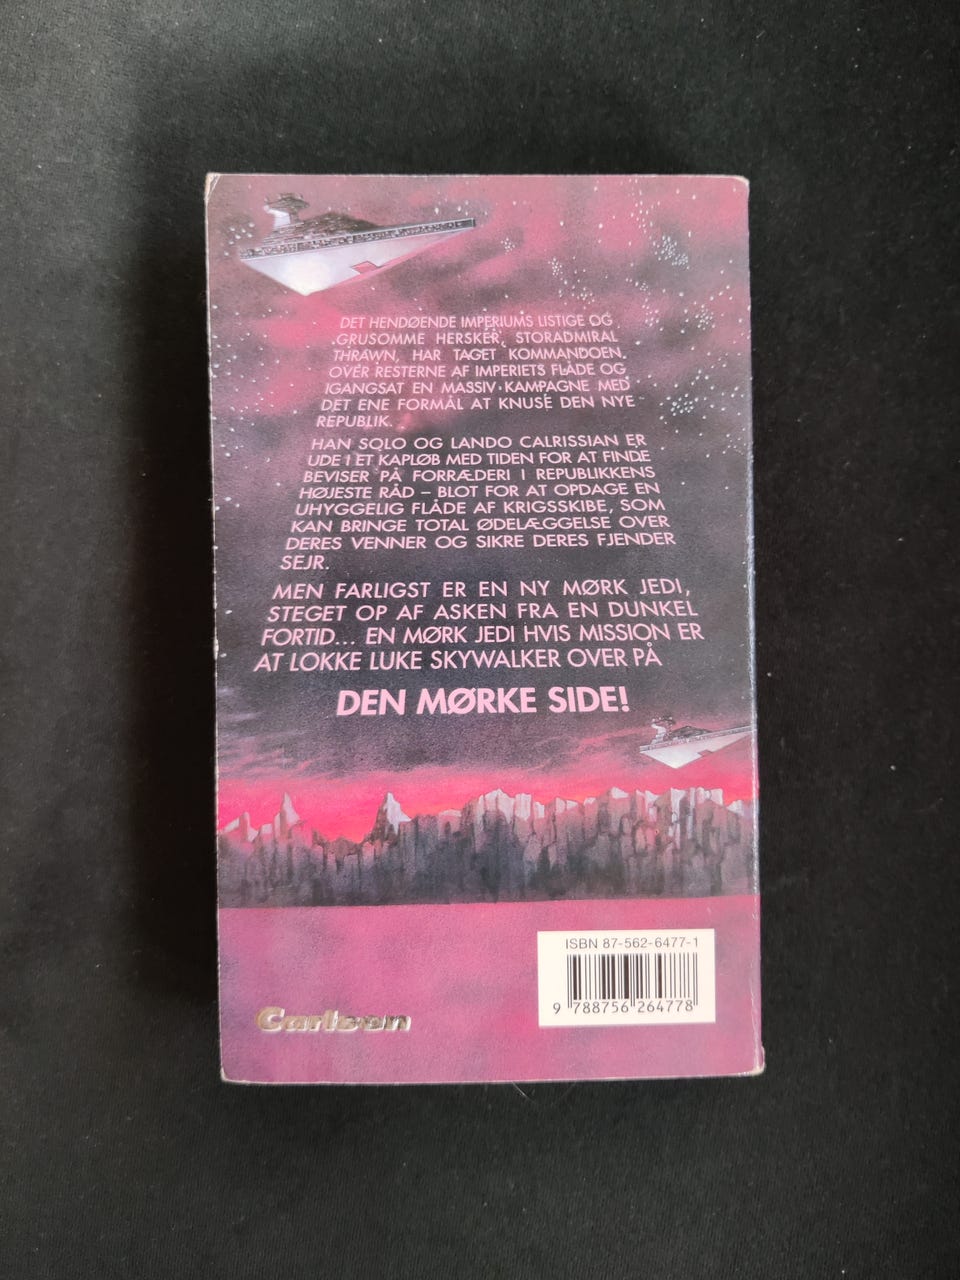 DET HENDØENDE IMPERIUMS LISTIGE OG
GRUSOMME HERSKER, STORADMIRAL
THRAWN, HAR TAGET KOMMANDOEN
OVER RESTERNE AF IMPERIETS FLÅDE OG
IGANGSAT EN MASSIV KAMPAGNE MED
DET ENE FORMÅL AT KNUSE DEN NYE
REPUBLIK.
HAN SOLO OG LANDO CALRISSIAN ER
UDE I ET KAPLØB MED TIDEN FOR AT FINDE
BEVISER PÅ FORRÆDERI I REPUBLIKKENS
HØJESTE RÅD – BLOT FOR AT OPDAGE EN
UHYGGELIG FLÅDE AF KRIGSSKIBE, SOM
KAN BRINGE TOTAL ØDELÆGGELSE OVER
DERES VENNER OG SIKRE DERES FJENDER
SEJR.
MEN FARLIGST ER EN NY MØRK JEDI,
STEGET OP AF ASKEN FRA EN DUNKEL
FORTID... EN MØRK JEDI HVIS MISSION ER
AT LOKKE LUKE SKYWALKER OVER PÅ
DEN MØRKE SIDE!
ISBN 87-562-6477-1
9 788756 264778
Carlsen